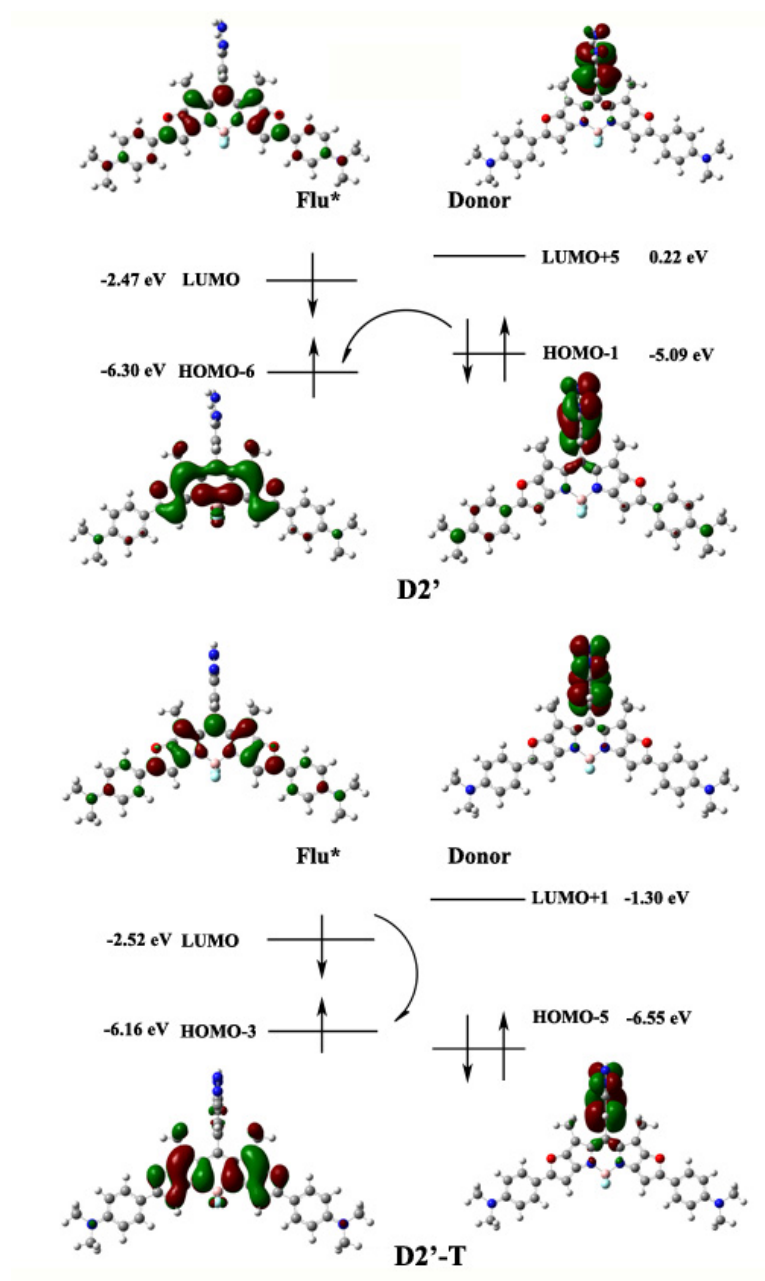 Flu* Donor
LUMO+5 0.22 eV
-2.47 eV LUMO
HOMO-1 -5.09 eV
-6.30 eV HOMO-6
D2’
Flu* Donor
LUMO+1 -1.30 eV
-2.52 eV LUMO
HOMO-5 -6.55 eV
-6.16 eV HOMO-3
D2’-T